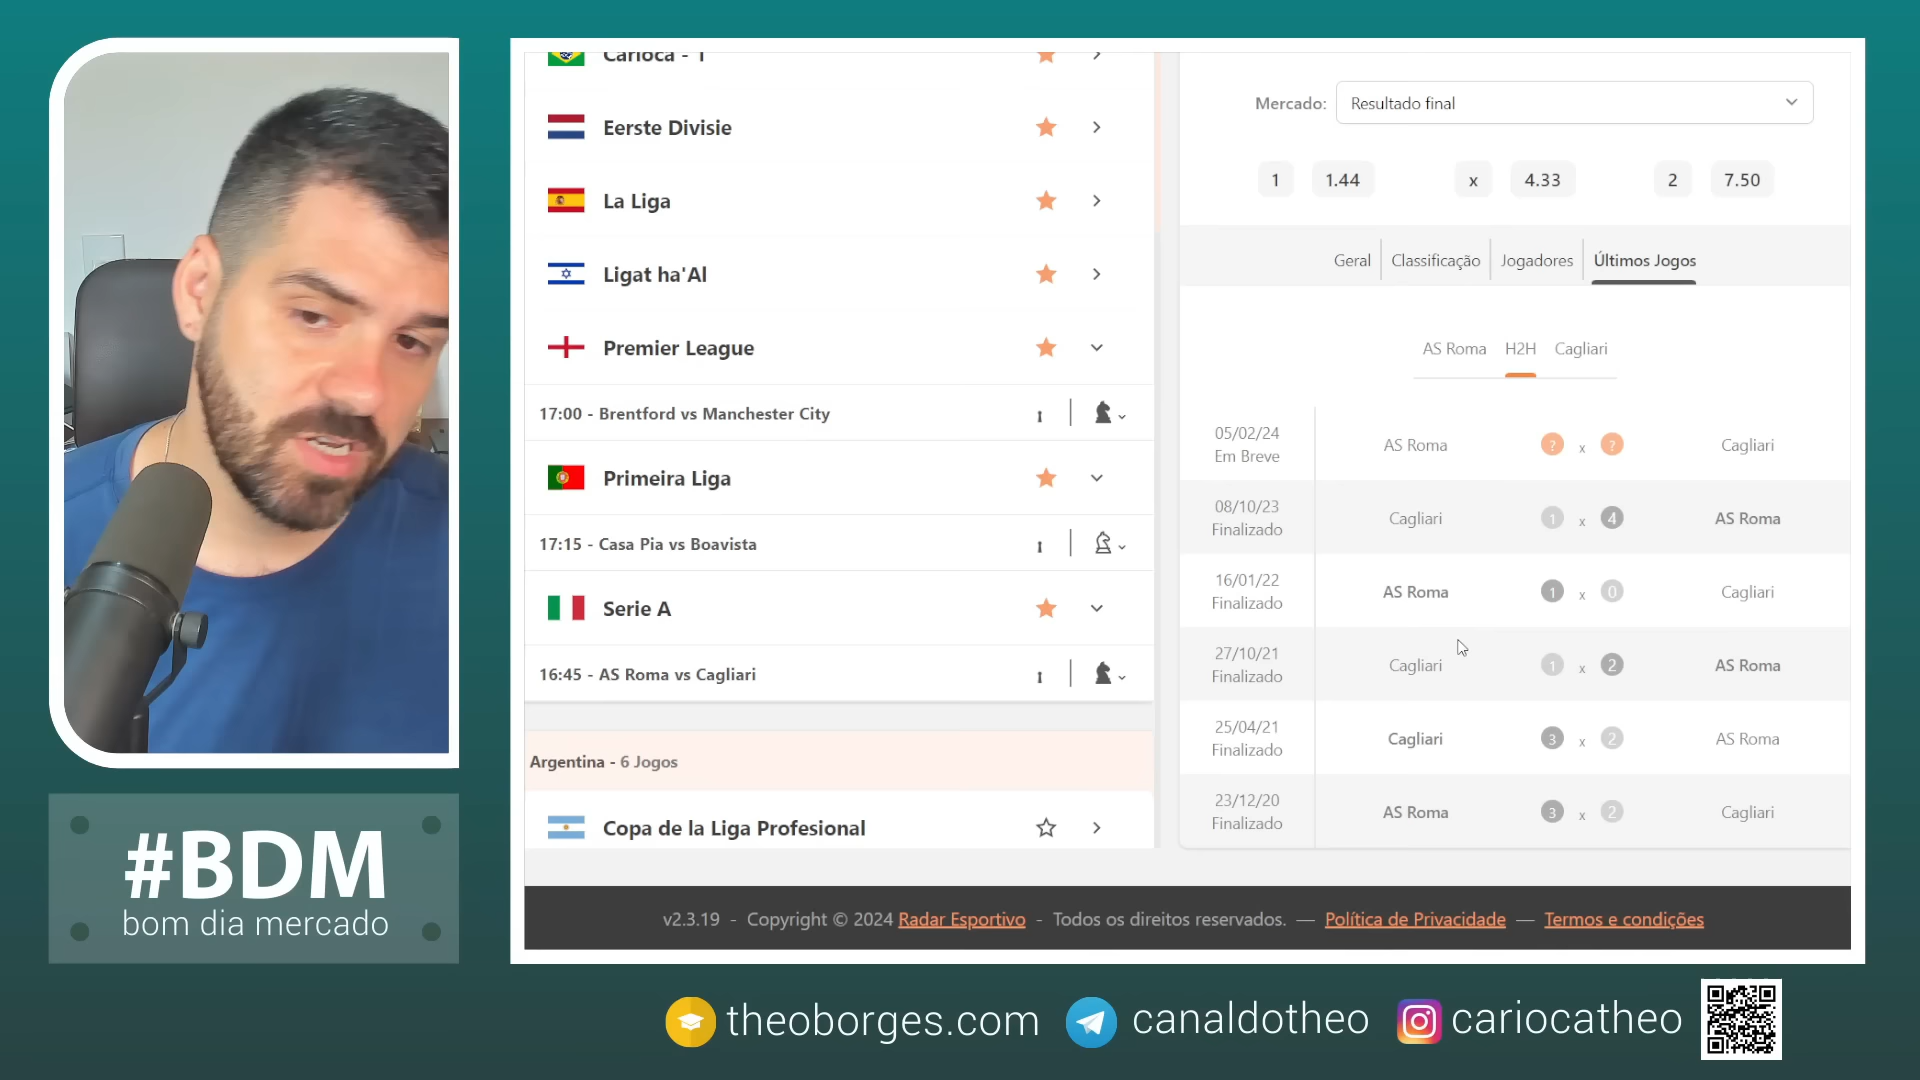 Carioca - 1
Eerste Divisie
La Liga
Ligat ha'Al
Premier League
17:00 - Brentford vs Manchester City
Primeira Liga
17:15 - Casa Pia vs Boavista
Serie A
16:45 - AS Roma vs Cagliari
Argentina - 6 Jogos
Copa de la Liga Profesional
Mercado: Resultado final
1 1.44 x 4.33 2 7.50
Geral Classificação Jogadores Últimos Jogos
AS Roma H2H Cagliari
05/02/24
Em Breve
AS Roma ? x ? Cagliari
08/10/23
Finalizado
Cagliari 1 x 4 AS Roma
16/01/22
Finalizado
AS Roma 1 x 0 Cagliari
27/10/21
Finalizado
Cagliari 1 x 2 AS Roma
25/04/21
Finalizado
Cagliari 3 x 2 AS Roma
23/12/20
Finalizado
AS Roma 3 x 2 Cagliari
v2.3.19 - Copyright © 2024 Radar Esportivo - Todos os direitos reservados. — Política de Privacidade — Termos e condições
#BDM
bom dia mercado
theoborges.com canaldotheo cariocatheo